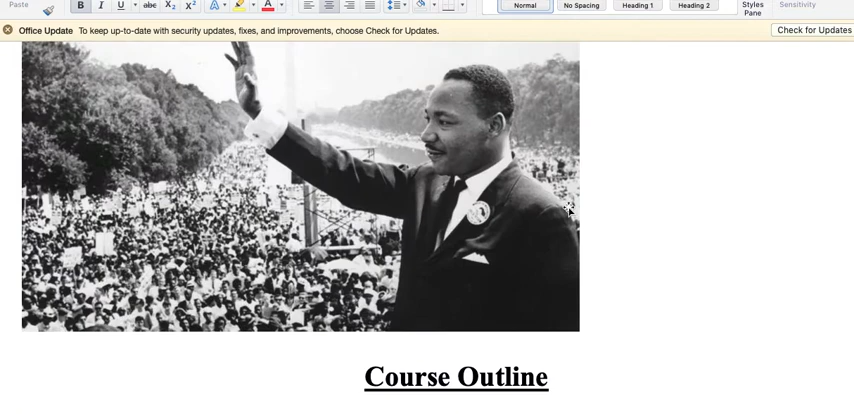 Paste
B I U abc X₂ X² A A
Normal No Spacing Heading 1 Heading 2
Styles Pane
Sensitivity
Office Update To keep up-to-date with security updates, fixes, and improvements, choose Check for Updates.
Check for Updates
Course Outline